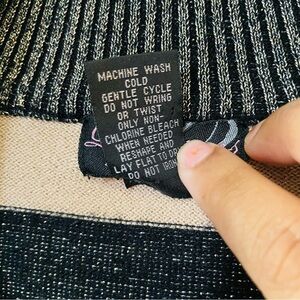 MACHINE WASH
COLD
GENTLE CYCLE
DO NOT WRING
OR TWIST
ONLY NON-
CHLORINE BLEACH
WHEN NEEDED
RESHAPE AND
LAY FLAT TO
DO NOT IRON